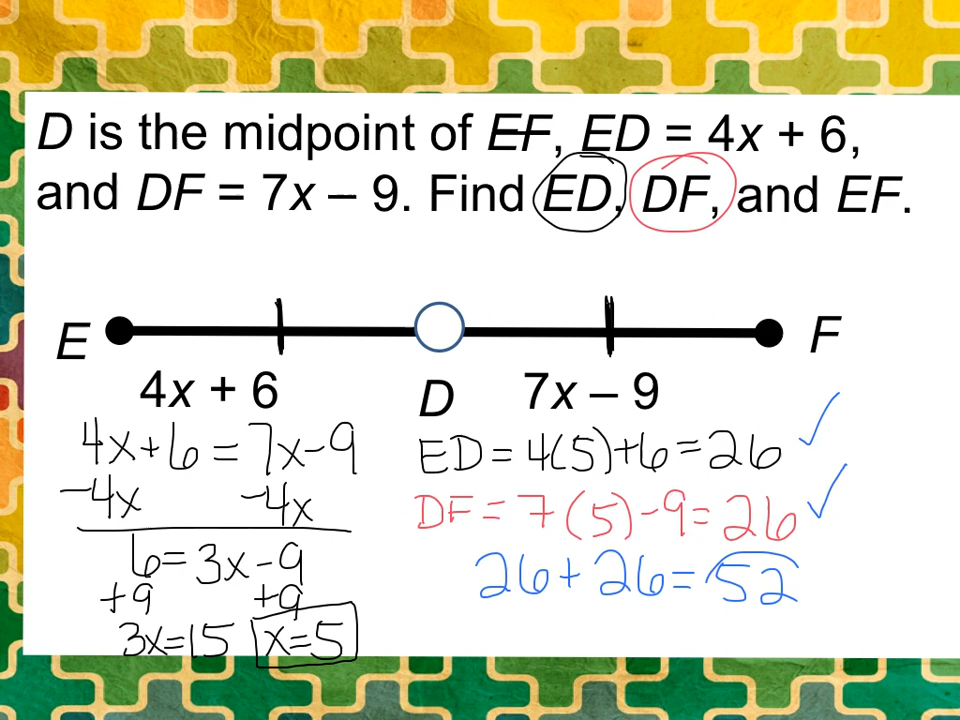 D is the midpoint of EF, ED = 4x + 6,
and DF = 7x – 9. Find ED, DF, and EF.
E
F
4x + 6
D
7x – 9
4x+6=7x-9
-4x -4x
6=3x-9
+9 +9
3x=15 x=5
ED=4(5)+6=26
DF=7(5)-9=26
26+26=52